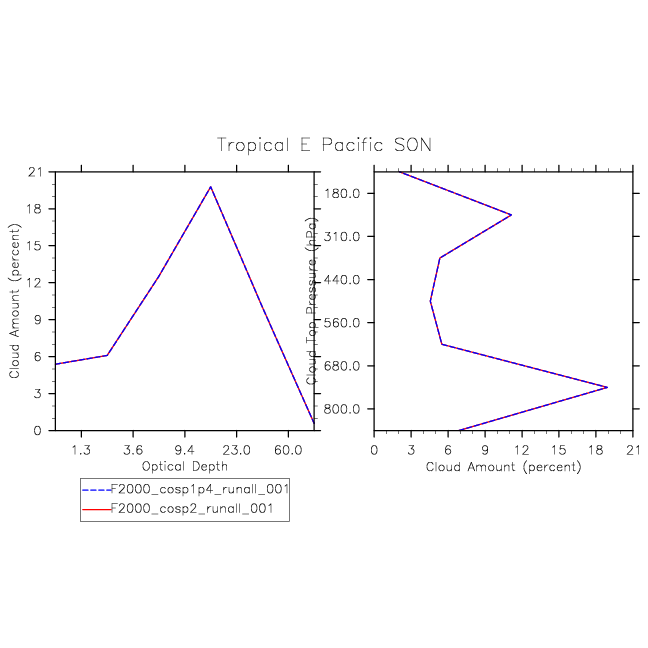 Tropical E Pacific SON
Cloud Amount (percent)
21
18
15
12
9
6
3
0
1.3 3.6 9.4 23.0 60.0
Optical Depth
Cloud Top Pressure (hPa)
180.0
310.0
440.0
560.0
680.0
800.0
0 3 6 9 12 15 18 21
Cloud Amount (percent)
F2000_cosp1p4_runall_001
F2000_cosp2_runall_001